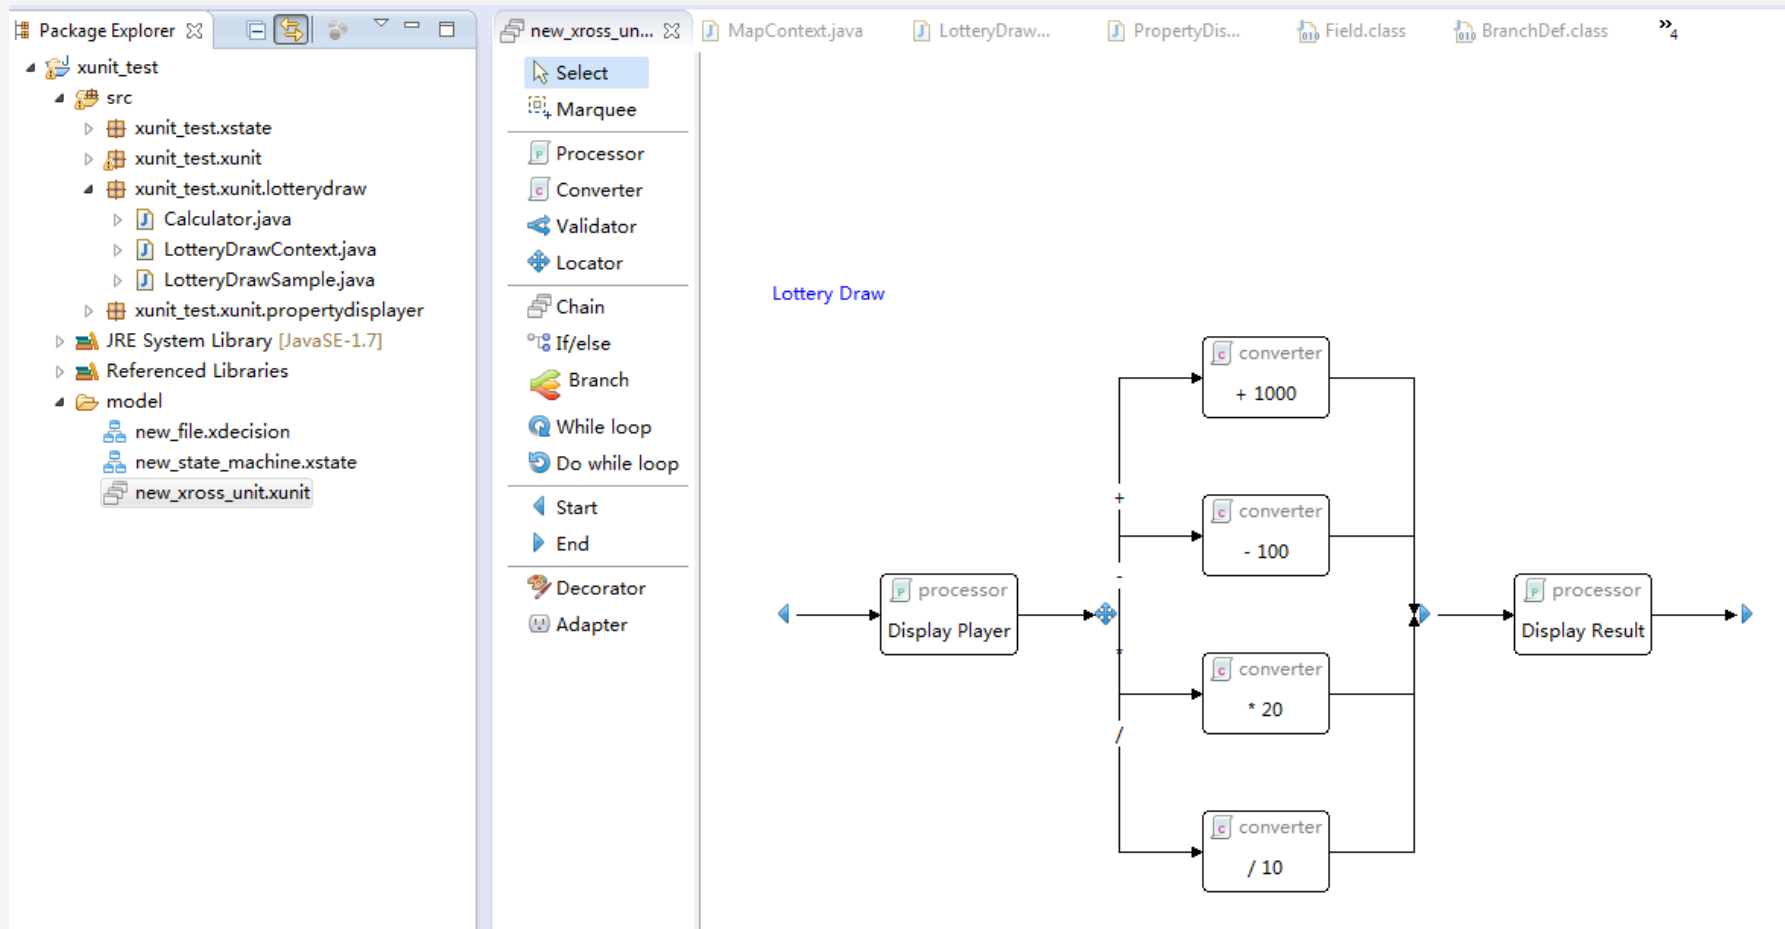 Package Explorer
xunit_test
src
xunit_test.xstate
xunit_test.xunit
xunit_test.xunit.lotterydraw
Calculator.java
LotteryDrawContext.java
LotteryDrawSample.java
xunit_test.xunit.propertydisplayer
JRE System Library [JavaSE-1.7]
Referenced Libraries
model
new_file.xdecision
new_state_machine.xstate
new_xross_unit.xunit
new_xross_un... MapContext.java LotteryDraw... PropertyDis... Field.class BranchDef.class »4
Select
Marquee
Processor
Converter
Validator
Locator
Chain
If/else
Branch
While loop
Do while loop
Start
End
Decorator
Adapter
Lottery Draw
converter
+ 1000
+
converter
- 100
-
processor
Display Player
*
converter
* 20
/
converter
/ 10
processor
Display Result